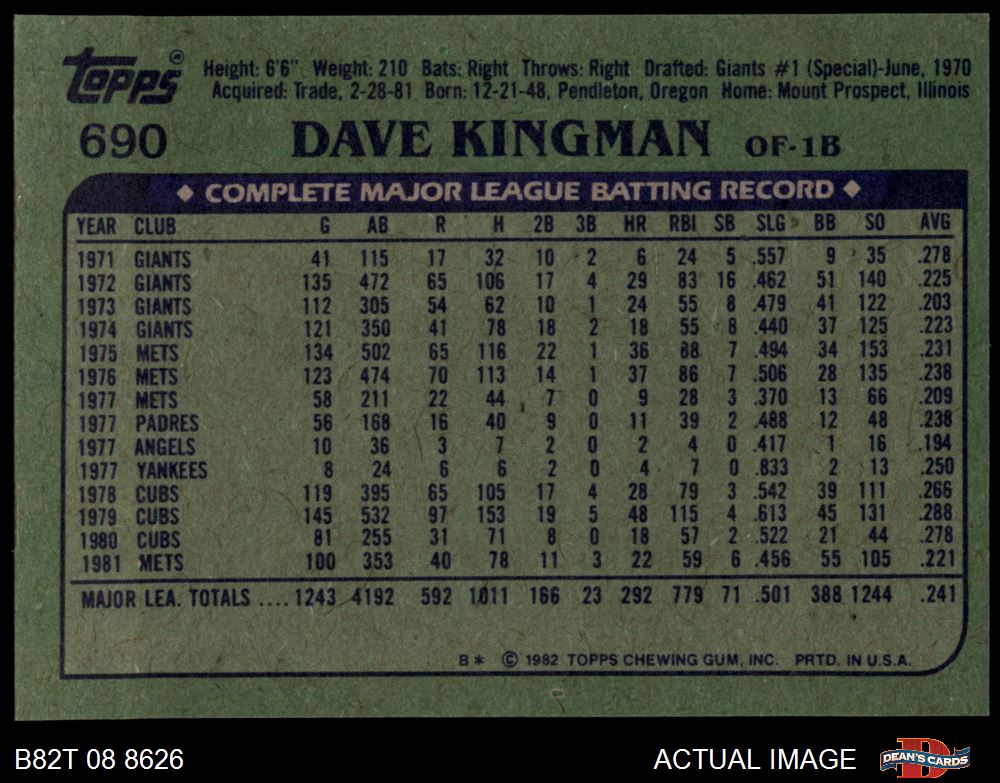 Topps®
Height: 6'6" Weight: 210 Bats: Right Throws: Right Drafted: Giants #1 (Special)-June, 1970
Acquired: Trade, 2-28-81 Born: 12-21-48, Pendleton, Oregon Home: Mount Prospect, Illinois
690 DAVE KINGMAN OF-1B
◆ COMPLETE MAJOR LEAGUE BATTING RECORD ◆
YEAR CLUB G AB R H 2B 3B HR RBI SB SLG BB SO AVG
1971 GIANTS 41 115 17 32 10 2 6 24 5 .557 9 35 .278
1972 GIANTS 135 472 65 106 17 4 29 83 16 .462 51 140 .225
1973 GIANTS 112 305 54 62 10 1 24 55 8 .479 41 122 .203
1974 GIANTS 121 350 41 78 18 2 18 55 8 .440 37 125 .223
1975 METS 134 502 65 116 22 1 36 88 7 .494 34 153 .231
1976 METS 123 474 70 113 14 1 37 86 7 .506 28 135 .238
1977 METS 58 211 22 44 7 0 9 28 3 .370 13 66 .209
1977 PADRES 56 168 16 40 9 0 11 39 2 .488 12 48 .238
1977 ANGELS 10 36 3 7 2 0 2 4 0 .417 1 16 .194
1977 YANKEES 8 24 6 6 2 0 4 7 0 .833 2 13 .250
1978 CUBS 119 395 65 105 17 4 28 79 3 .542 39 111 .266
1979 CUBS 145 532 97 153 19 5 48 115 4 .613 45 131 .288
1980 CUBS 81 255 31 71 8 0 18 57 2 .522 21 44 .278
1981 METS 100 353 40 78 11 3 22 59 6 .456 55 105 .221
MAJOR LEA. TOTALS .... 1243 4192 592 1011 166 23 292 779 71 .501 388 1244 .241
B* © 1982 TOPPS CHEWING GUM, INC. PRTD. IN U.S.A.
B82T 08 8626 ACTUAL IMAGE DEAN'S CARDS